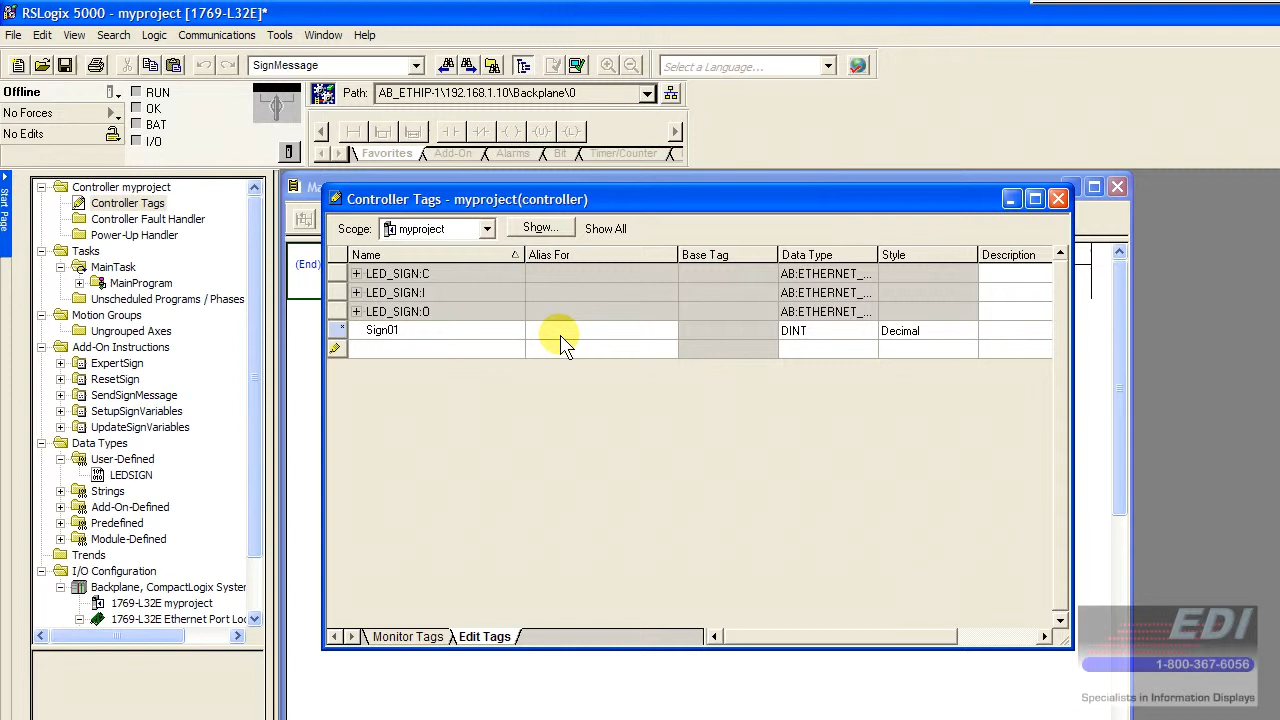 RSLogix 5000 - myproject [1769-L32E]*
File Edit View Search Logic Communications Tools Window Help
SignMessage
Select a Language...
Offline
RUN
Path: AB_ETHIP-1\192.168.1.10\Backplane\0
No Forces
OK
No Edits
BAT
I/O
Favorites Add-On Alarms Bit Timer/Counter
Start Page
Controller myproject
Controller Tags
Controller Fault Handler
Power-Up Handler
Tasks
MainTask
MainProgram
Unscheduled Programs / Phases
Motion Groups
Ungrouped Axes
Add-On Instructions
ExpertSign
ResetSign
SendSignMessage
SetupSignVariables
UpdateSignVariables
Data Types
User-Defined
LEDSIGN
Strings
Add-On-Defined
Predefined
Module-Defined
Trends
I/O Configuration
Backplane, CompactLogix System
1769-L32E myproject
1769-L32E Ethernet Port Loc
(End)
Controller Tags - myproject(controller)
Scope: myproject Show... Show All
Name Alias For Base Tag Data Type Style Description
LED_SIGN:C AB:ETHERNET_...
LED_SIGN:I AB:ETHERNET_...
LED_SIGN:O AB:ETHERNET_...
Sign01 DINT Decimal
Monitor Tags Edit Tags
EDI
1-800-367-6056
Specialists in Information Displays